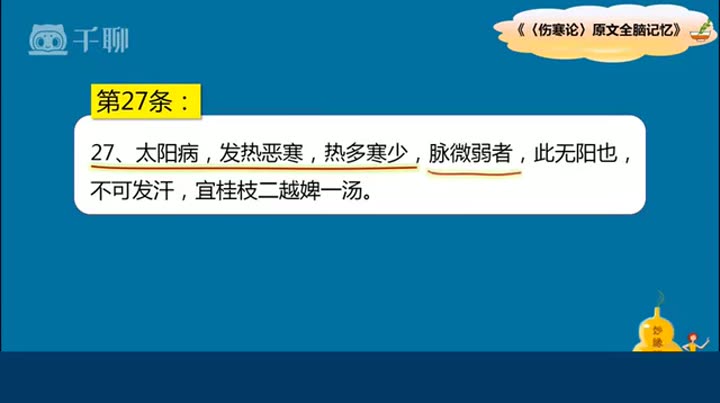 千聊
《〈伤寒论〉原文全脑记忆》
第27条：
27、太阳病，发热恶寒，热多寒少，脉微弱者，此无阳也，
不可发汗，宜桂枝二越婢一汤。